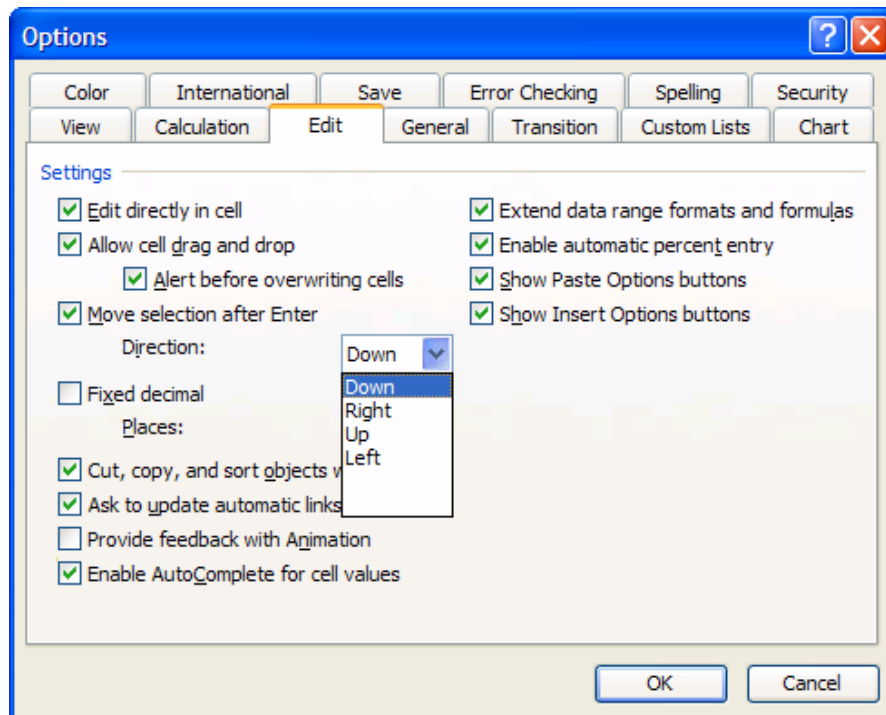 Options
Color International Save Error Checking Spelling Security
View Calculation Edit General Transition Custom Lists Chart
Settings
Edit directly in cell
Allow cell drag and drop
Alert before overwriting cells
Move selection after Enter
Direction: Down
Down
Right
Up
Left
Fixed decimal
Places:
Cut, copy, and sort objects
Ask to update automatic links
Provide feedback with Animation
Enable AutoComplete for cell values
Extend data range formats and formulas
Enable automatic percent entry
Show Paste Options buttons
Show Insert Options buttons
OK Cancel